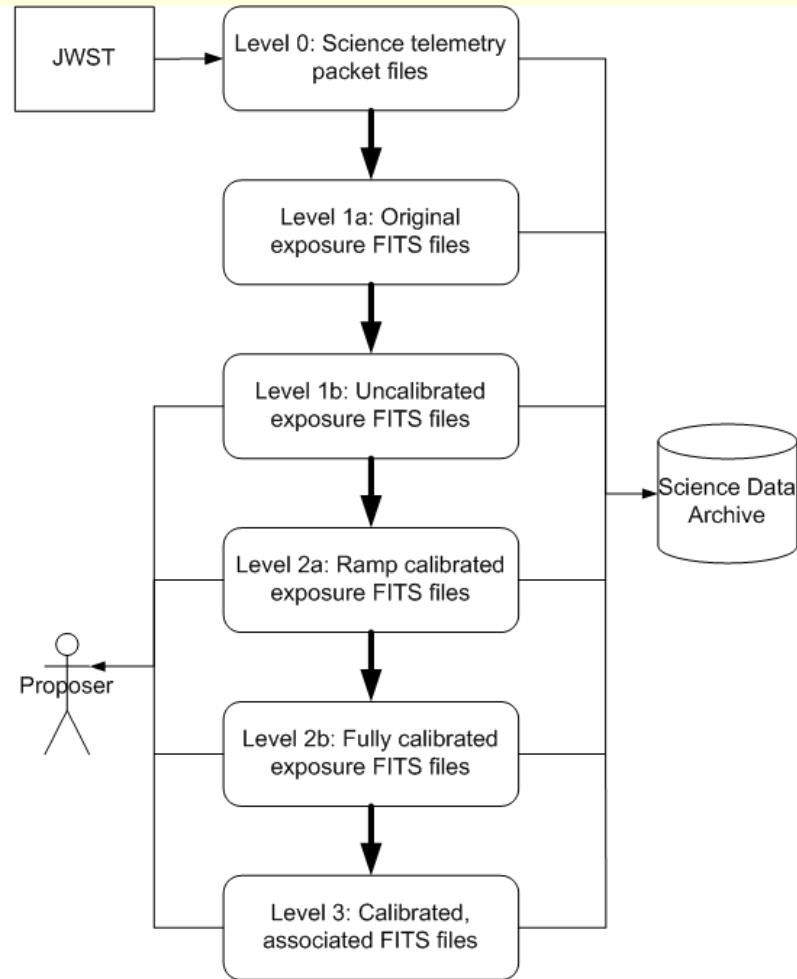 JWST
Level 0: Science telemetry
packet files
Level 1a: Original
exposure FITS files
Level 1b: Uncalibrated
exposure FITS files
Science Data
Archive
Level 2a: Ramp calibrated
exposure FITS files
Proposer
Level 2b: Fully calibrated
exposure FITS files
Level 3: Calibrated,
associated FITS files